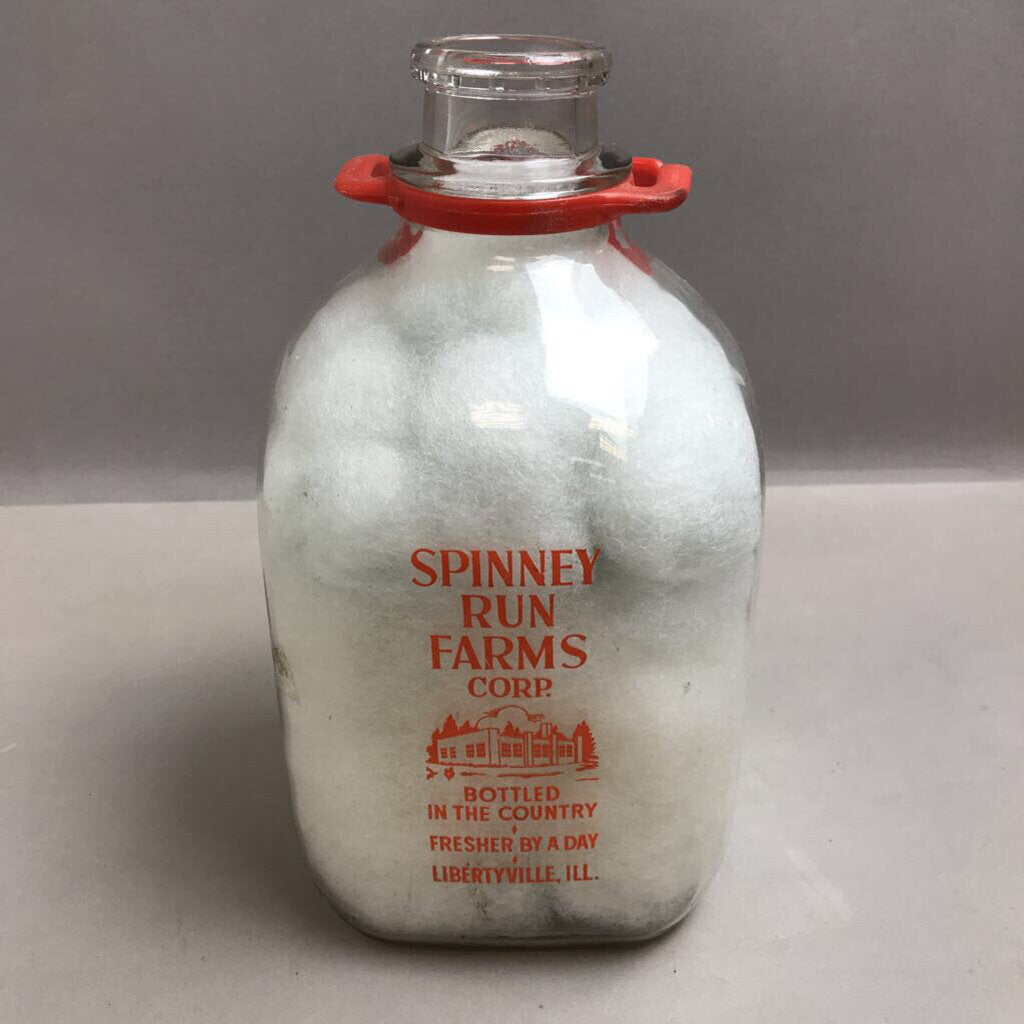 SPINNEY
RUN
FARMS
CORP.
BOTTLED
IN THE COUNTRY
FRESHER BY A DAY
LIBERTYVILLE, ILL.